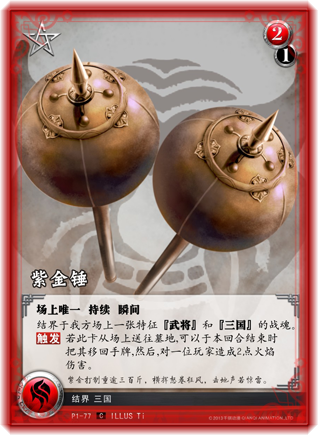 2
1
紫金锤
场上唯一 持续 瞬间
结界于我方场上一张特征『武将』和『三国』的战魂。
触发 若此卡从场上送往墓地,可以于本回合结束时
把其移回手牌,然后,对一位玩家造成2点火焰
伤害。
紫金打制重逾三百斤，横挥怒卷狂风，击地声若惊雷。
结界 三国
P1-77 C ILLUS Ti